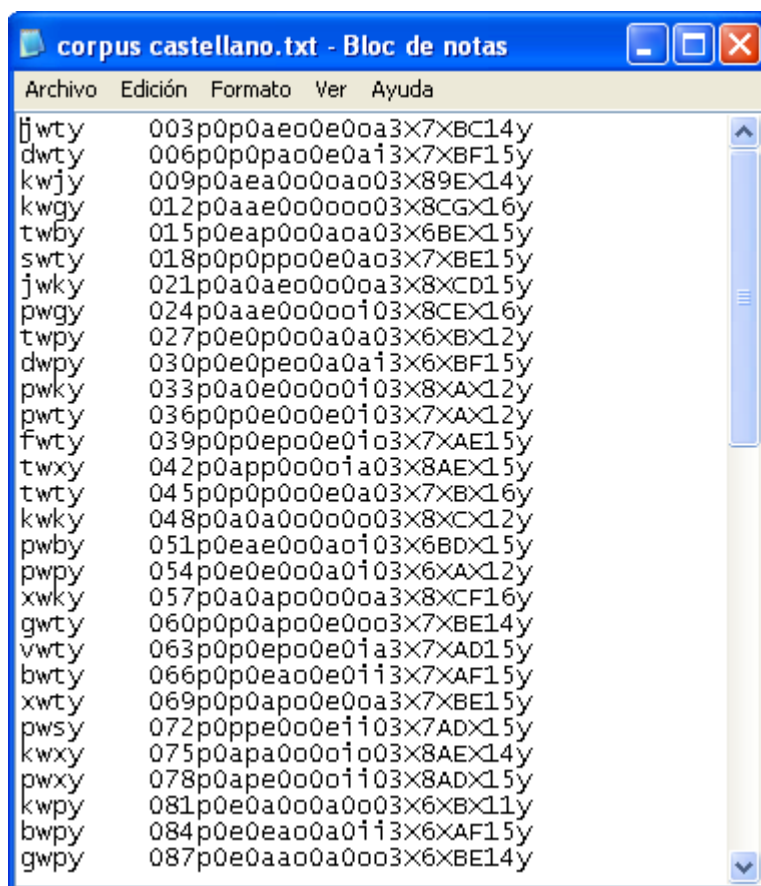 corpus castellano.txt - Bloc de notas
Archivo Edición Formato Ver Ayuda
jwty 003p0p0aeo0e0oa3X7XBC14y
dwty 006p0p0pao0e0ai3X7XBF15y
kwjy 009p0aea0o0oao03X89EX14y
kwgy 012p0aae0o0ooo03X8CGX16y
twby 015p0eap0o0aoa03X6BEX15y
swty 018p0p0ppo0e0ao3X7XBE15y
jwky 021p0a0aeo0o0oa3X8XCD15y
pwgy 024p0aae0o0ooi03X8CEX16y
twpy 027p0e0p0o0a0a03X6XBX12y
dwpy 030p0e0peo0a0ai3X6XBF15y
pwky 033p0a0e0o0o0i03X8XAX12y
pwty 036p0p0e0o0e0i03X7XAX12y
fwty 039p0p0epo0e0io3X7XAE15y
twxy 042p0app0o0oia03X8AEX15y
twty 045p0p0p0o0e0a03X7XBX16y
kwky 048p0a0a0o0o0o03X8XCX12y
pwby 051p0eae0o0aoi03X6BDX15y
pwpy 054p0e0e0o0a0i03X6XAX12y
xwky 057p0a0apo0o0oa3X8XCF16y
gwty 060p0p0apo0e0oo3X7XBE14y
vwty 063p0p0epo0e0ia3X7XAD15y
bwty 066p0p0eao0e0ii3X7XAF15y
xwty 069p0p0apo0e0oa3X7XBE15y
pwsy 072p0ppe0o0eii03X7ADX15y
kwxy 075p0apa0o0oio03X8AEX14y
pwxy 078p0ape0o0oii03X8ADX15y
kwpy 081p0e0a0o0a0o03X6XBX11y
bwpy 084p0e0eao0a0ii3X6XAF15y
gwpy 087p0e0aao0a0oo3X6XBE14y